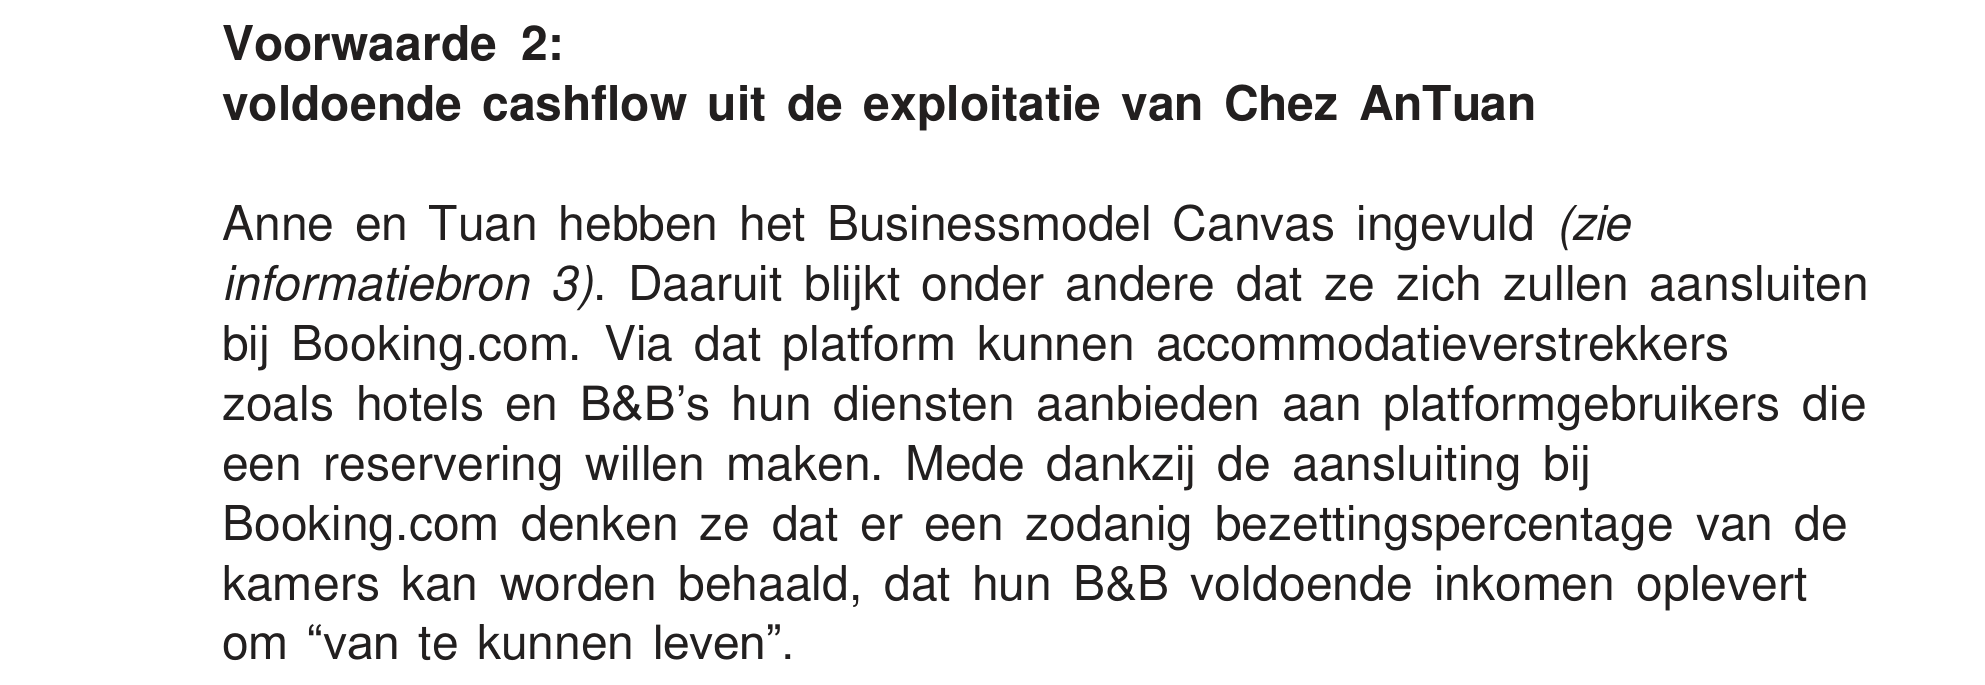 Voorwaarde 2:
voldoende cashflow uit de exploitatie van Chez AnTuan
Anne en Tuan hebben het Businessmodel Canvas ingevuld (zie
informatiebron 3). Daaruit blijkt onder andere dat ze zich zullen aansluiten
bij Booking.com. Via dat platform kunnen accommodatieverstrekkers
zoals hotels en B&B’s hun diensten aanbieden aan platformgebruikers die
een reservering willen maken. Mede dankzij de aansluiting bij
Booking.com denken ze dat er een zodanig bezettingspercentage van de
kamers kan worden behaald, dat hun B&B voldoende inkomen oplevert
om “van te kunnen leven”.